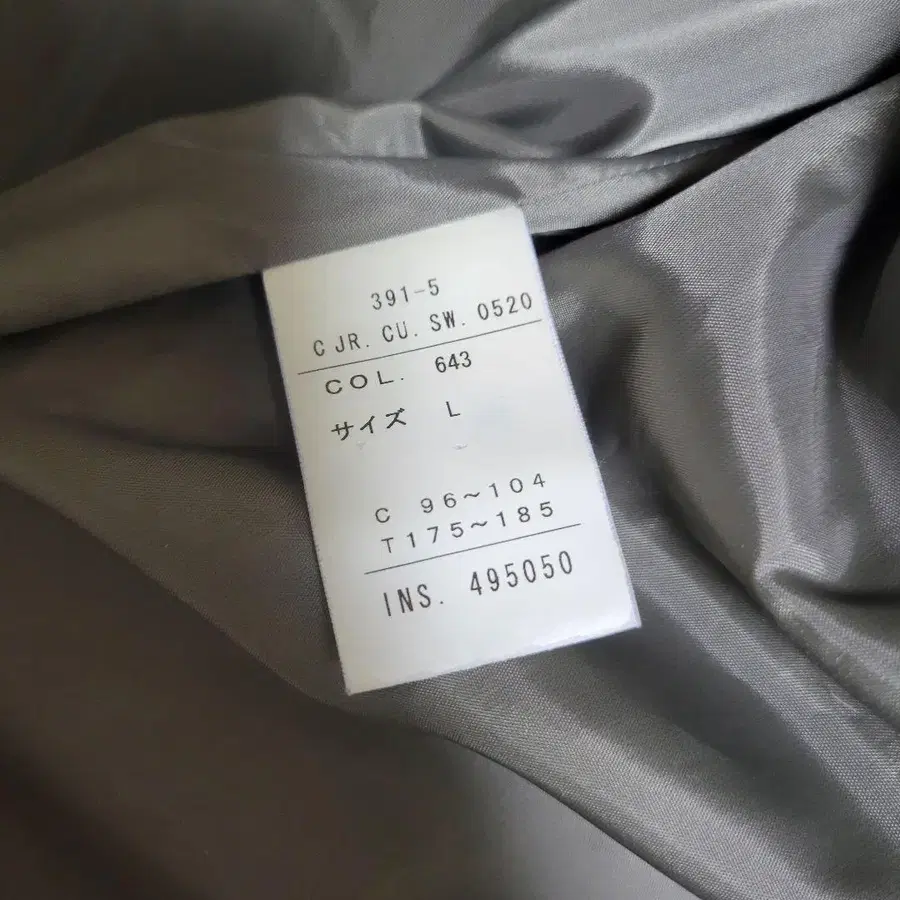 391-5
C JR. CU. SW. 0520
COL. 643
サイズ L
C 96~104
T175~185
INS. 495050